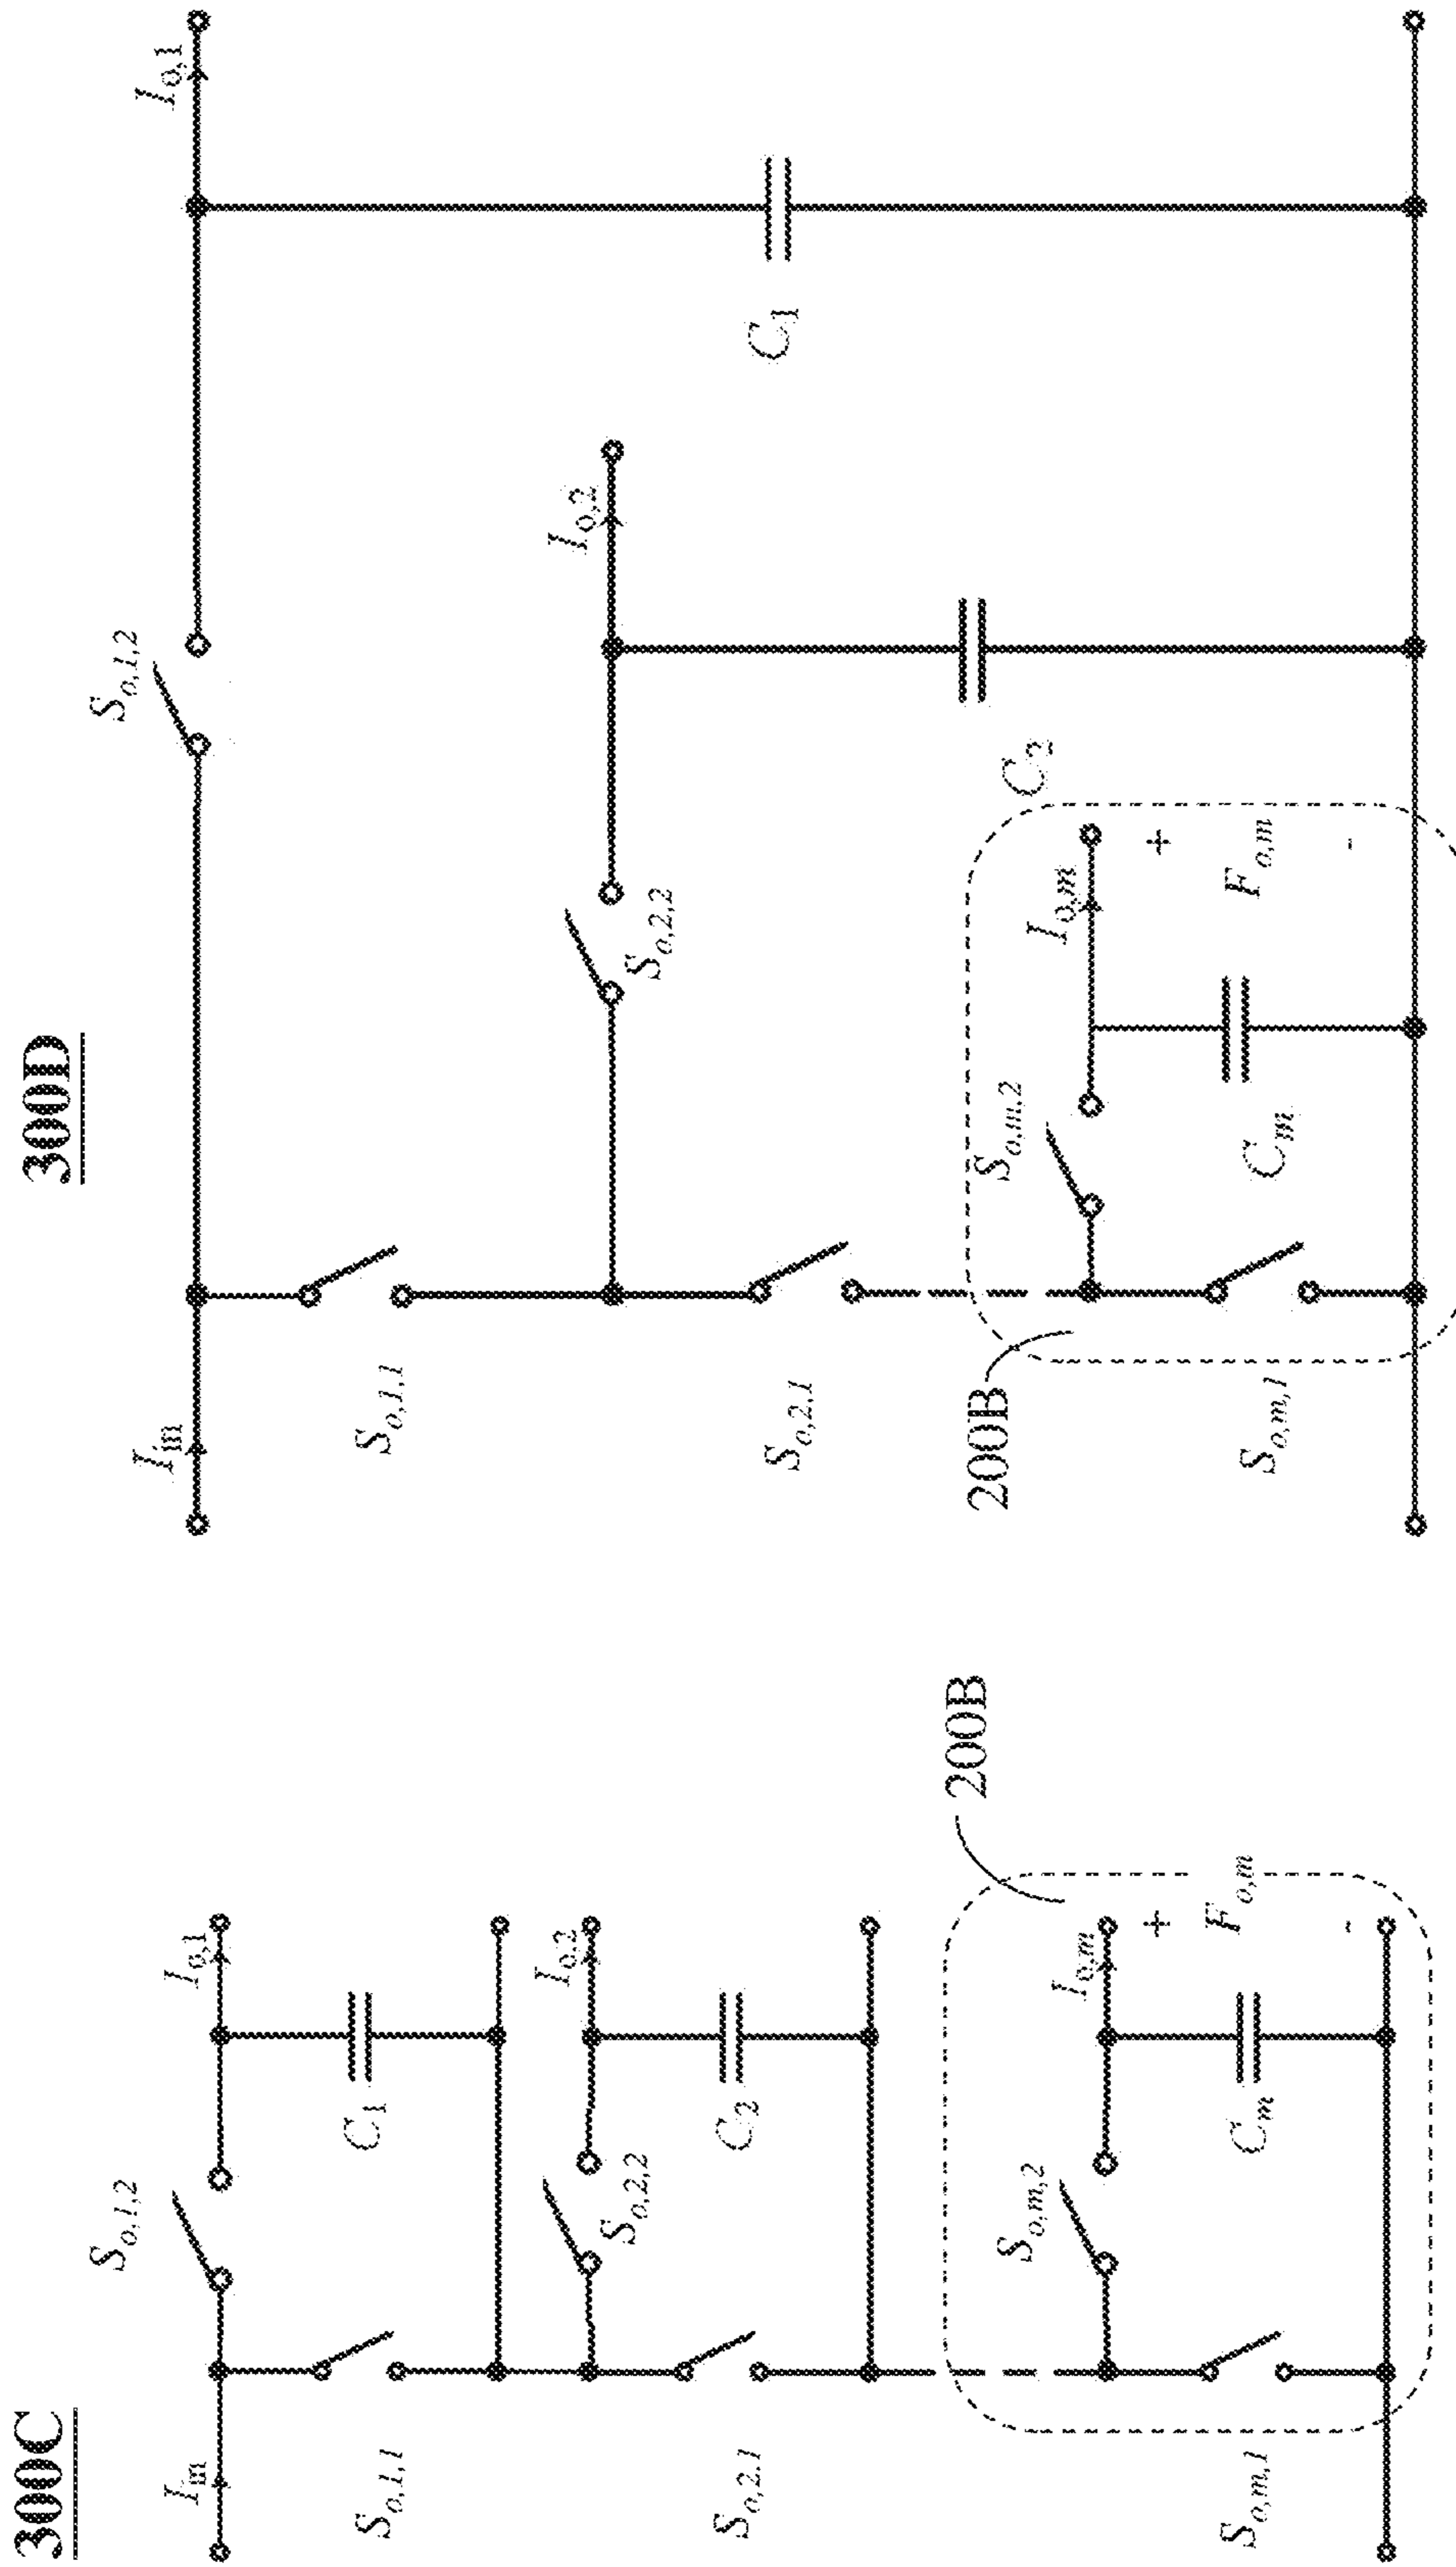 300C
I_in
S_o,1,2
I_o,1
S_o,1,1
C_1
I_o,2
S_o,2,2
S_o,2,1
C_2
200B
I_o,m
S_o,m,2
+
F_o,m
-
S_o,m,1
C_m
300D
I_in
S_o,1,2
I_o,1
S_o,1,1
C_1
I_o,2
S_o,2,2
S_o,2,1
C_2
200B
I_o,m
S_o,m,2
+
F_o,m
-
S_o,m,1
C_m